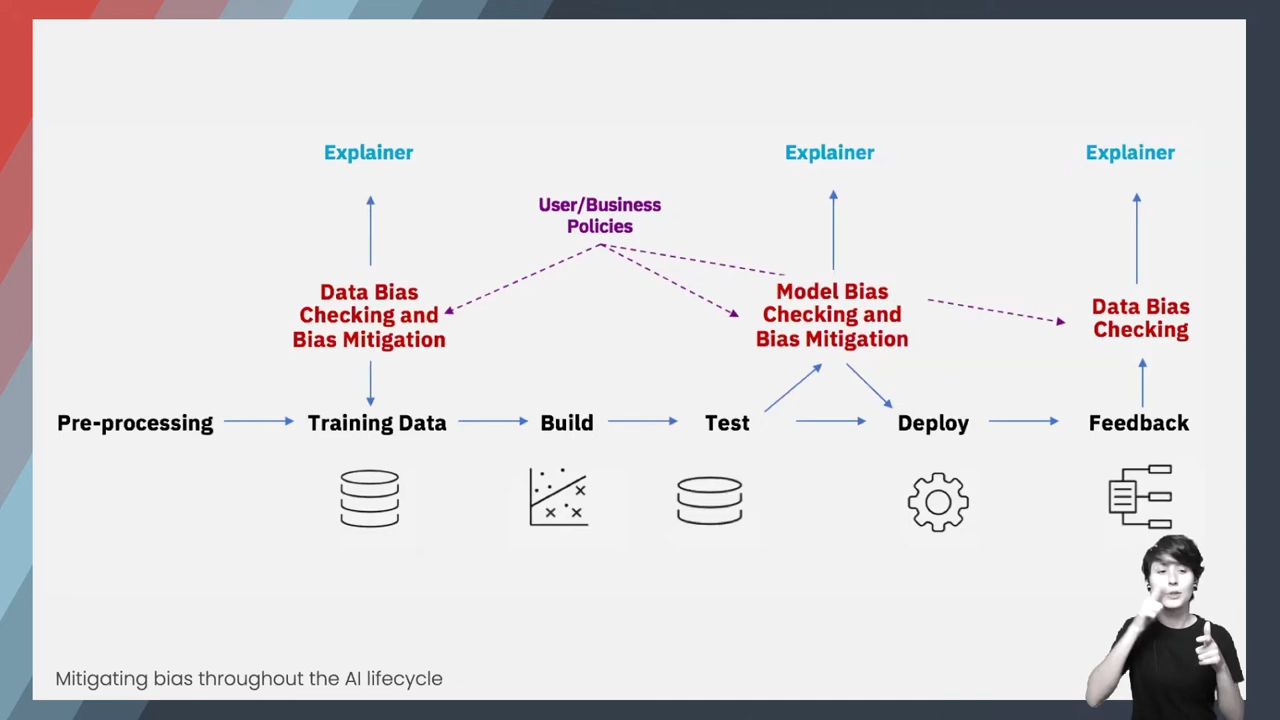 Explainer
Explainer
Explainer
User/Business
Policies
Data Bias
Checking and
Bias Mitigation
Model Bias
Checking and
Bias Mitigation
Data Bias
Checking
Pre-processing
Training Data
Build
Test
Deploy
Feedback
Mitigating bias throughout the AI lifecycle